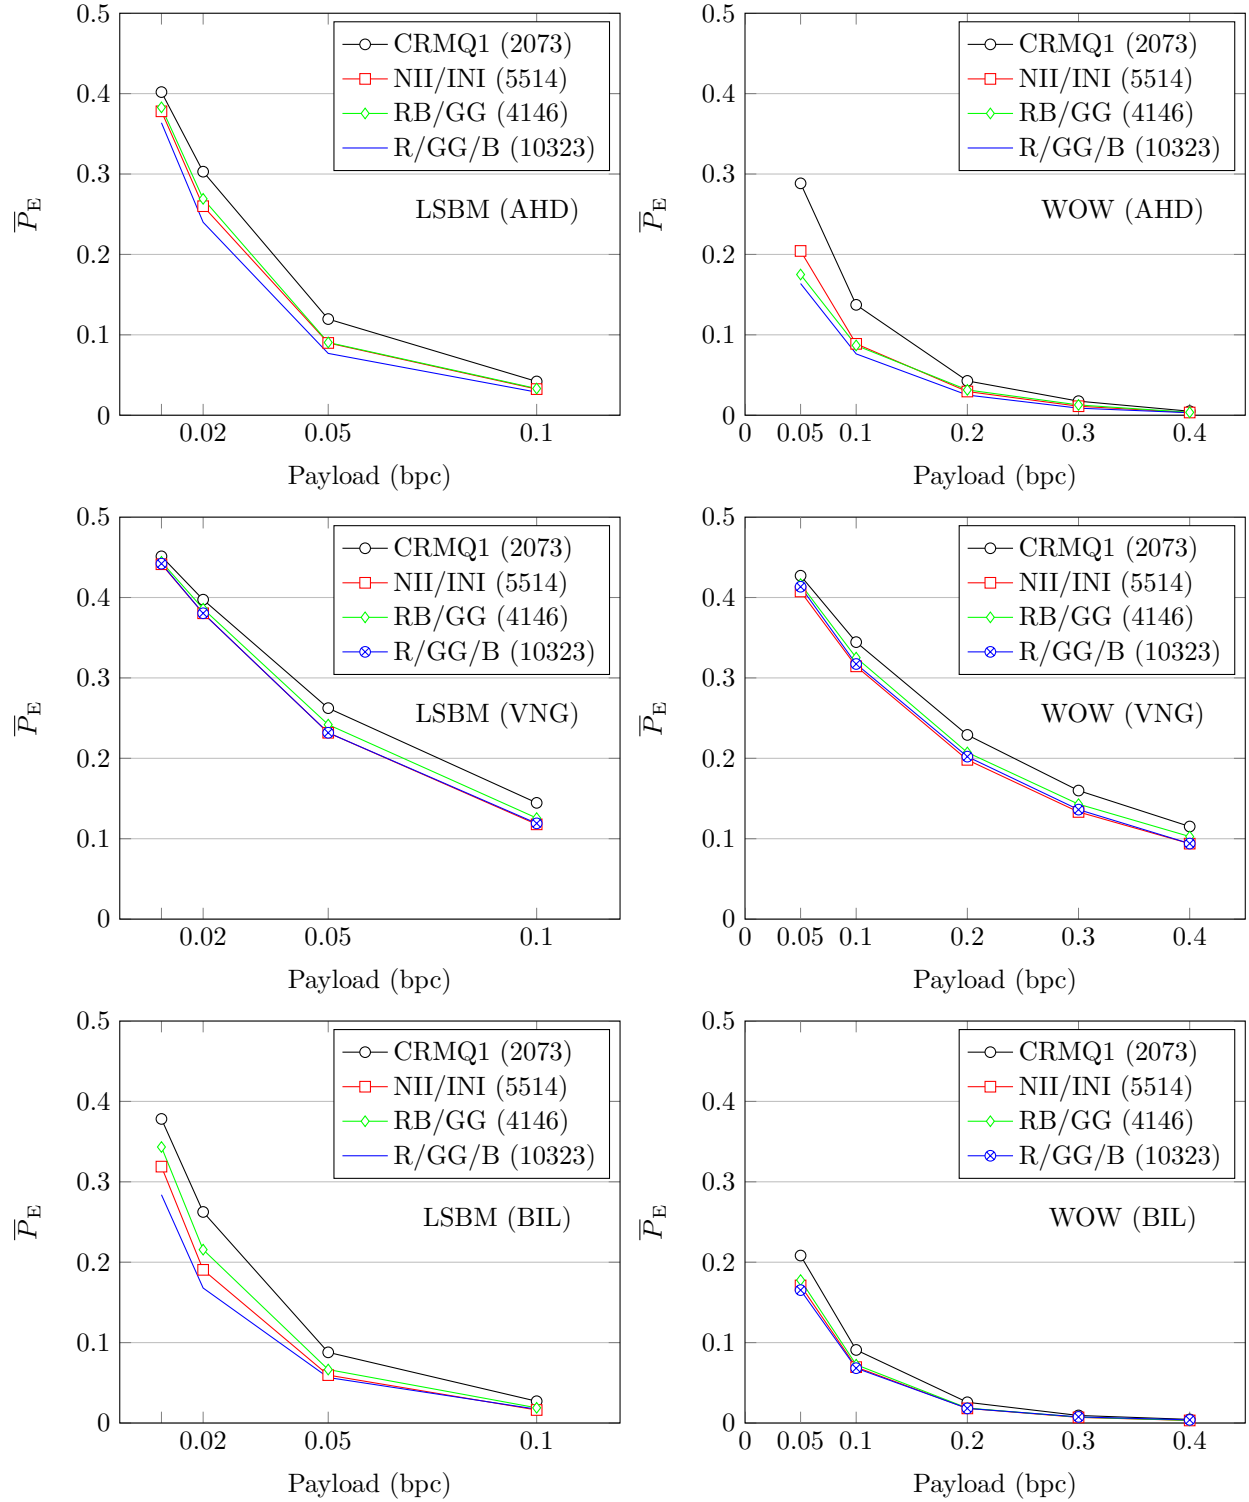 0.5
0.4
0.3
0.2
0.1
0
P̅E
CRMQ1 (2073)
NII/INI (5514)
RB/GG (4146)
R/GG/B (10323)
LSBM (AHD)
0.02
0.05
0.1
Payload (bpc)
0.5
0.4
0.3
0.2
0.1
0
P̅E
CRMQ1 (2073)
NII/INI (5514)
RB/GG (4146)
R/GG/B (10323)
WOW (AHD)
0
0.05
0.1
0.2
0.3
0.4
Payload (bpc)
0.5
0.4
0.3
0.2
0.1
0
P̅E
CRMQ1 (2073)
NII/INI (5514)
RB/GG (4146)
R/GG/B (10323)
LSBM (VNG)
0.02
0.05
0.1
Payload (bpc)
0.5
0.4
0.3
0.2
0.1
0
P̅E
CRMQ1 (2073)
NII/INI (5514)
RB/GG (4146)
R/GG/B (10323)
WOW (VNG)
0
0.05
0.1
0.2
0.3
0.4
Payload (bpc)
0.5
0.4
0.3
0.2
0.1
0
P̅E
CRMQ1 (2073)
NII/INI (5514)
RB/GG (4146)
R/GG/B (10323)
LSBM (BIL)
0.02
0.05
0.1
Payload (bpc)
0.5
0.4
0.3
0.2
0.1
0
P̅E
CRMQ1 (2073)
NII/INI (5514)
RB/GG (4146)
R/GG/B (10323)
WOW (BIL)
0
0.05
0.1
0.2
0.3
0.4
Payload (bpc)